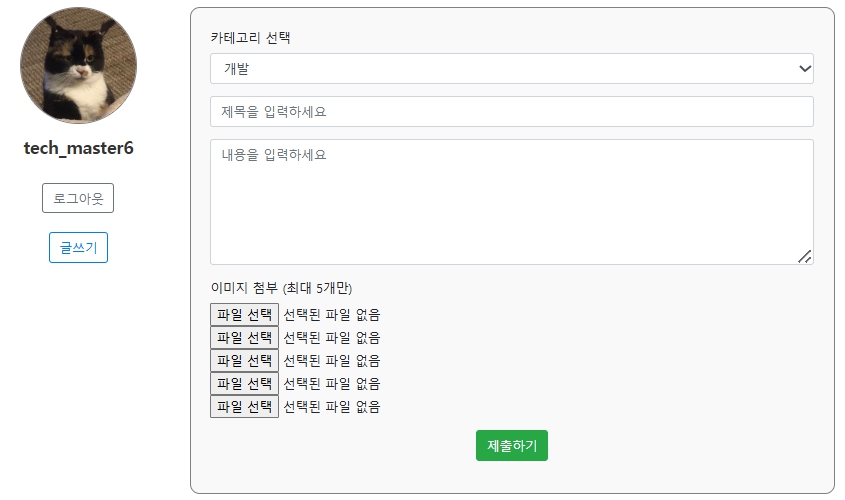 tech_master6
로그아웃
글쓰기
카테고리 선택
개발
제목을 입력하세요
내용을 입력하세요
이미지 첨부 (최대 5개만)
파일 선택 선택된 파일 없음
파일 선택 선택된 파일 없음
파일 선택 선택된 파일 없음
파일 선택 선택된 파일 없음
파일 선택 선택된 파일 없음
제출하기